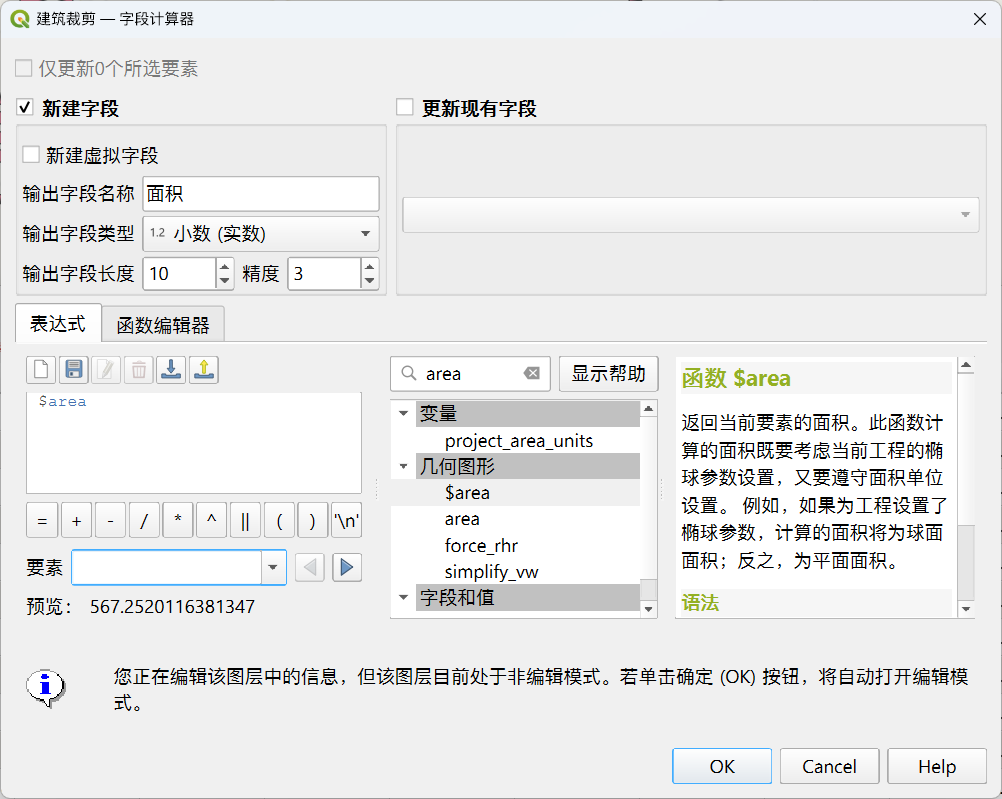 建筑裁剪 — 字段计算器
仅更新0个所选要素
新建字段
更新现有字段
新建虚拟字段
输出字段名称 面积
输出字段类型 1.2 小数 (实数)
输出字段长度 10 精度 3
表达式 函数编辑器
$area
= + - / * ^ || ( ) '\n'
要素
预览： 567.2520116381347
area 显示帮助
变量
project_area_units
几何图形
$area
area
force_rhr
simplify_vw
字段和值
函数 $area
返回当前要素的面积。此函数计
算的面积既要考虑当前工程的椭
球参数设置，又要遵守面积单位
设置。 例如，如果为工程设置了
椭球参数，计算的面积将为球面
面积；反之，为平面面积。
语法
您正在编辑该图层中的信息，但该图层目前处于非编辑模式。若单击确定 (OK) 按钮，将自动打开编辑模
式。
OK Cancel Help